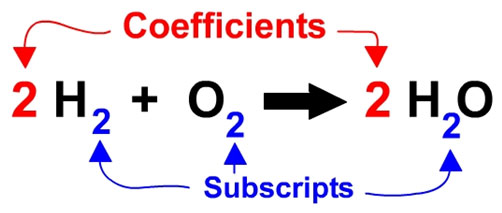 Coefficients
2 H₂ + O₂ → 2 H₂O
Subscripts